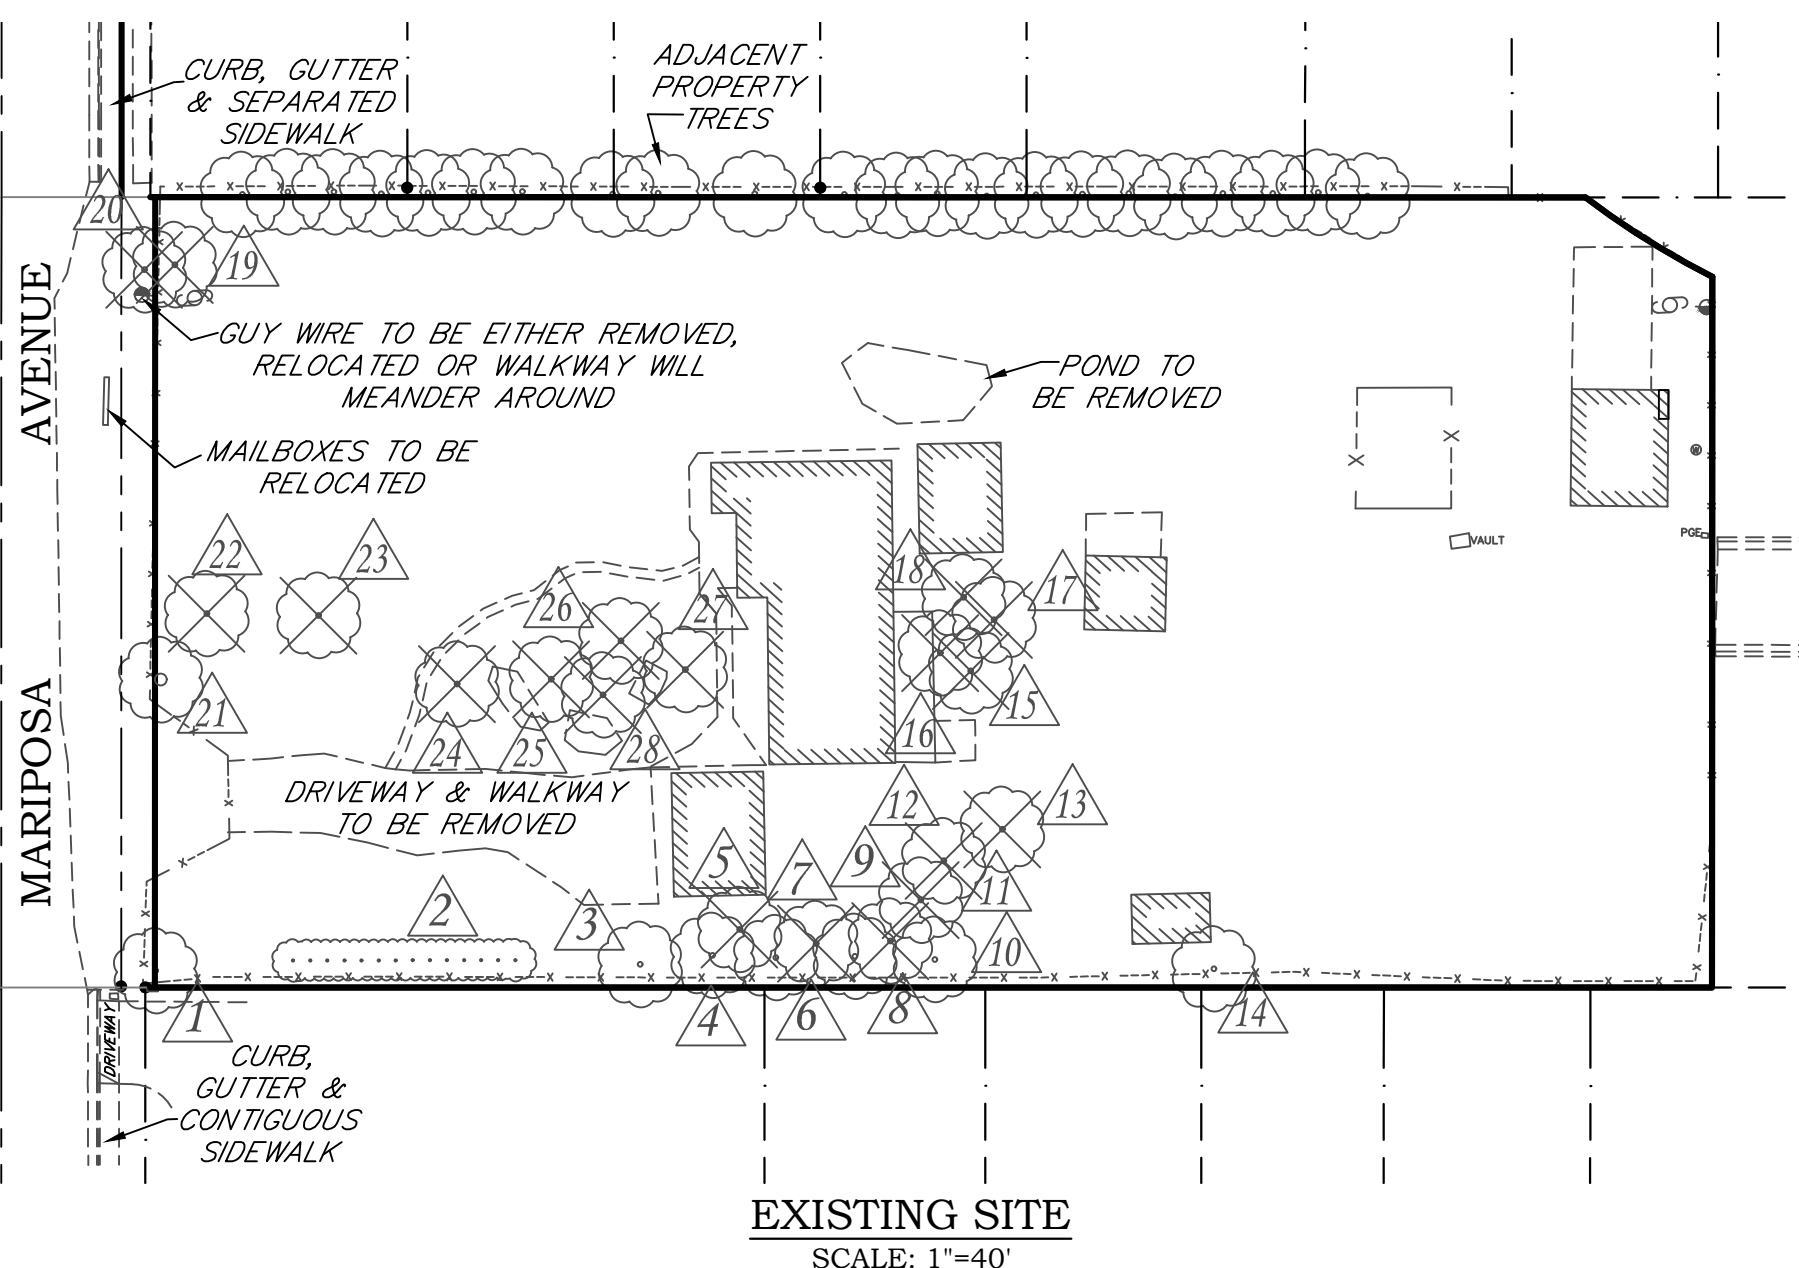 CURB, GUTTER
& SEPARATED
SIDEWALK
ADJACENT
PROPERTY
TREES
20
19
6
6
AVENUE
GUY WIRE TO BE EITHER REMOVED,
RELOCATED OR WALKWAY WILL
MEANDER AROUND
POND TO
BE REMOVED
MAILBOXES TO BE
RELOCATED
W
PGE
VAULT
22
23
18
17
26
27
21
24
25
28
16
15
MARIPOSA
DRIVEWAY & WALKWAY
TO BE REMOVED
12
13
5
7
9
11
2
3
10
1
4
6
8
14
DRIVEWAY
CURB,
GUTTER &
CONTIGUOUS
SIDEWALK
EXISTING SITE
SCALE: 1"=40'